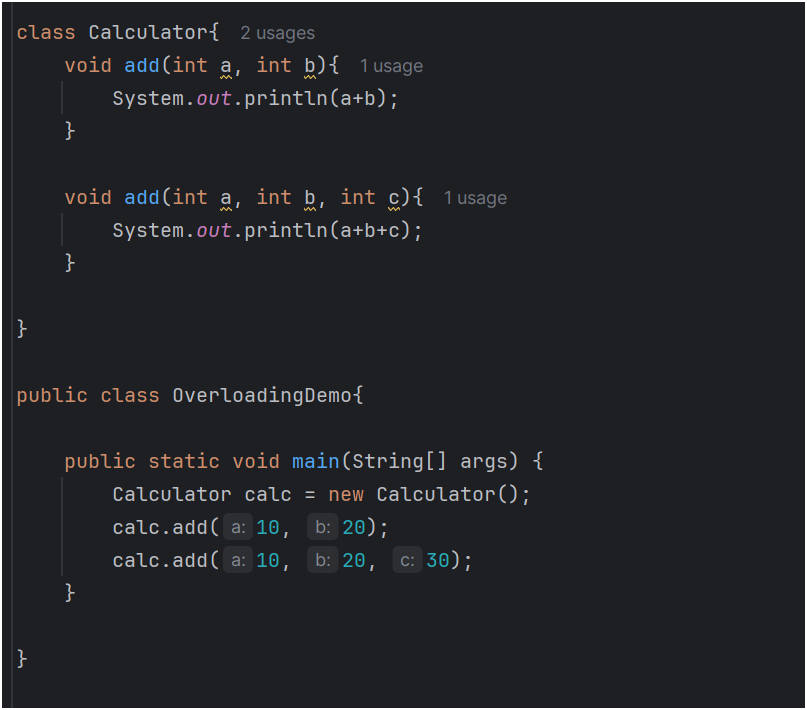 class Calculator{ 2 usages
void add(int a, int b){ 1 usage
System.out.println(a+b);
}
void add(int a, int b, int c){ 1 usage
System.out.println(a+b+c);
}
}
public class OverloadingDemo{
public static void main(String[] args) {
Calculator calc = new Calculator();
calc.add( a: 10, b: 20);
calc.add( a: 10, b: 20, c: 30);
}
}